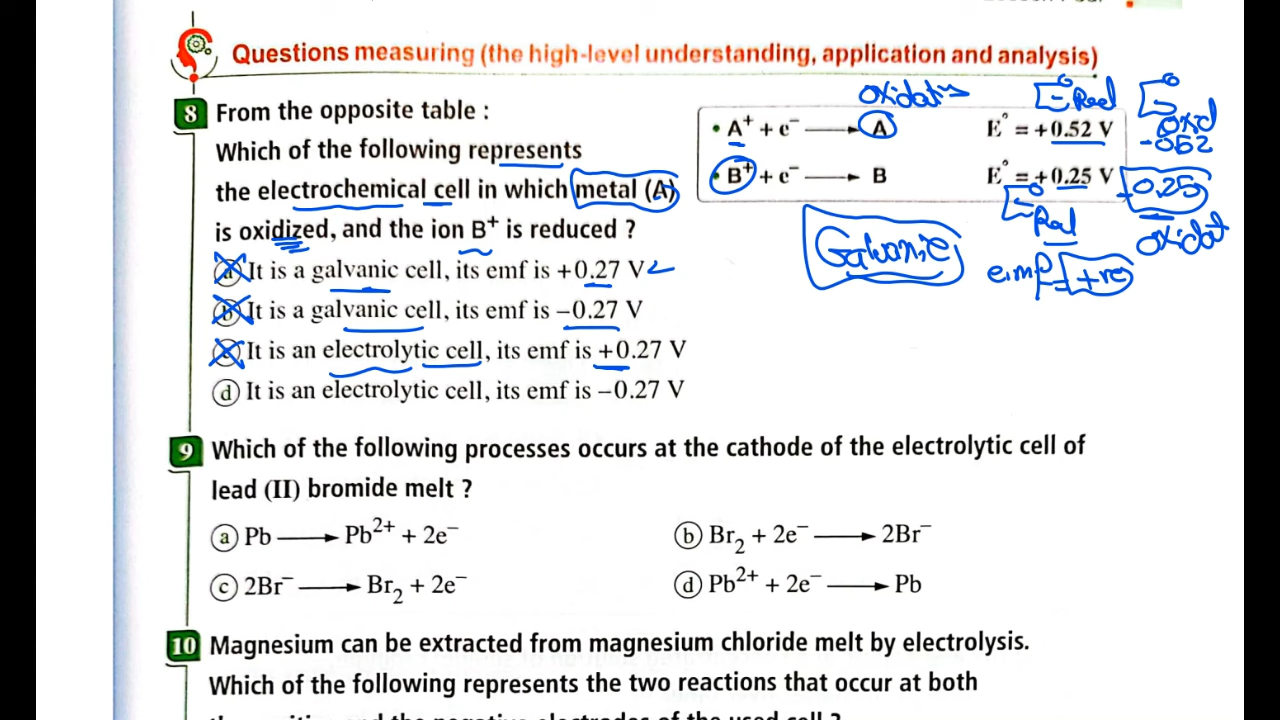 Questions measuring (the high-level understanding, application and analysis)
8 From the opposite table :
Which of the following represents
the electrochemical cell in which metal (A)
is oxidized, and the ion B⁺ is reduced ?
• A⁺ + e⁻ ⟶ A E° = +0.52 V
• B⁺ + e⁻ ⟶ B E° = +0.25 V
Red
oxid
-0.52
-0.25
Red
oxidat
Galvanic
e.m.f = +ve
ⓐ It is a galvanic cell, its emf is +0.27 V
ⓑ It is a galvanic cell, its emf is −0.27 V
ⓒ It is an electrolytic cell, its emf is +0.27 V
ⓓ It is an electrolytic cell, its emf is −0.27 V
9 Which of the following processes occurs at the cathode of the electrolytic cell of
lead (II) bromide melt ?
ⓐ Pb ⟶ Pb²⁺ + 2e⁻ ⓑ Br₂ + 2e⁻ ⟶ 2Br⁻
ⓒ 2Br⁻ ⟶ Br₂ + 2e⁻ ⓓ Pb²⁺ + 2e⁻ ⟶ Pb
10 Magnesium can be extracted from magnesium chloride melt by electrolysis.
Which of the following represents the two reactions that occur at both